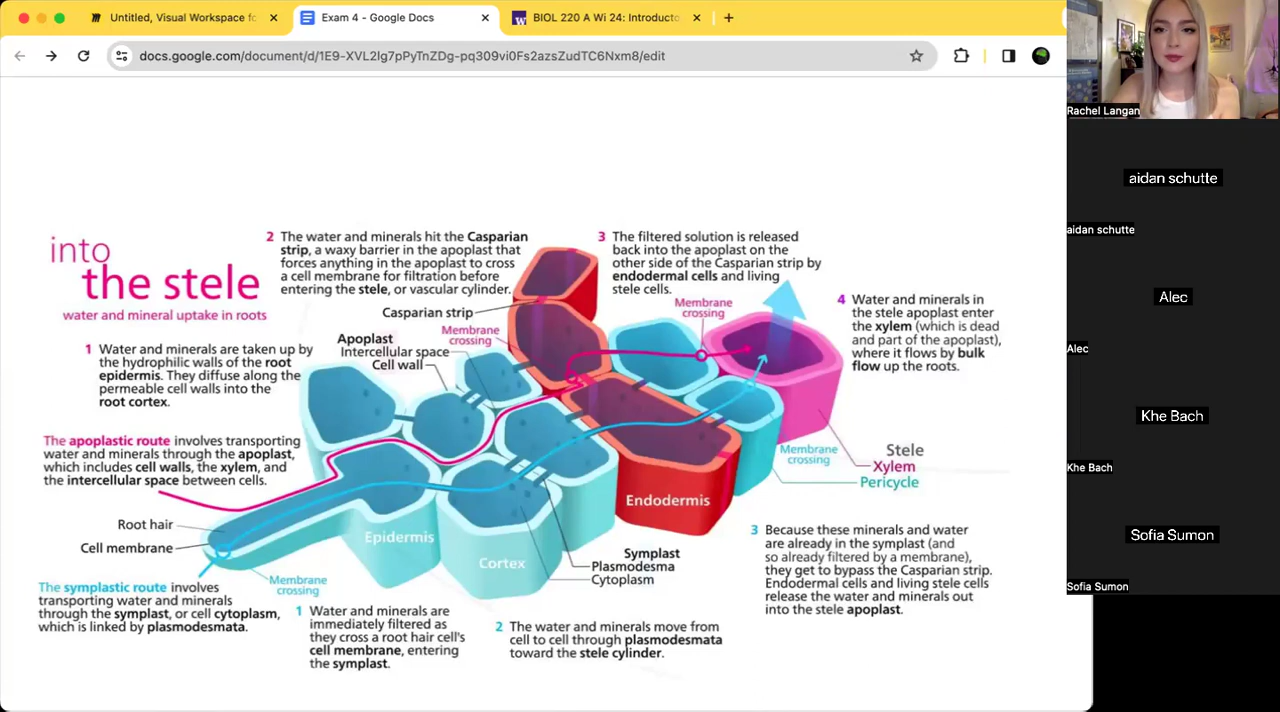 Untitled, Visual Workspace fo
Exam 4 - Google Docs
BIOL 220 A Wi 24: Introducto
docs.google.com/document/d/1E9-XVL2lg7pPyTnZDg-pq309vi0Fs2azsZudTC6Nxm8/edit
into
the stele
water and mineral uptake in roots
2 The water and minerals hit the Casparian
strip, a waxy barrier in the apoplast that
forces anything in the apoplast to cross
a cell membrane for filtration before
entering the stele, or vascular cylinder.
3 The filtered solution is released
back into the apoplast on the
other side of the Casparian strip by
endodermal cells and living
stele cells.
4 Water and minerals in
the stele apoplast enter
the xylem (which is dead
and part of the apoplast),
where it flows by bulk
flow up the roots.
Casparian strip
Membrane
crossing
Membrane
crossing
Apoplast
Intercellular space
Cell wall
1 Water and minerals are taken up by
the hydrophilic walls of the root
epidermis. They diffuse along the
permeable cell walls into the
root cortex.
The apoplastic route involves transporting
water and minerals through the apoplast,
which includes cell walls, the xylem, and
the intercellular space between cells.
Root hair
Cell membrane
Membrane
crossing
Epidermis
Cortex
Endodermis
Membrane
crossing
Stele
Xylem
Pericycle
Symplast
Plasmodesma
Cytoplasm
The symplastic route involves
transporting water and minerals
through the symplast, or cell cytoplasm,
which is linked by plasmodesmata.
1 Water and minerals are
immediately filtered as
they cross a root hair cell's
cell membrane, entering
the symplast.
2 The water and minerals move from
cell to cell through plasmodesmata
toward the stele cylinder.
3 Because these minerals and water
are already in the symplast (and
so already filtered by a membrane),
they get to bypass the Casparian strip.
Endodermal cells and living stele cells
release the water and minerals out
into the stele apoplast.
Rachel Langan
aidan schutte
aidan schutte
Alec
Alec
Khe Bach
Khe Bach
Sofia Sumon
Sofia Sumon